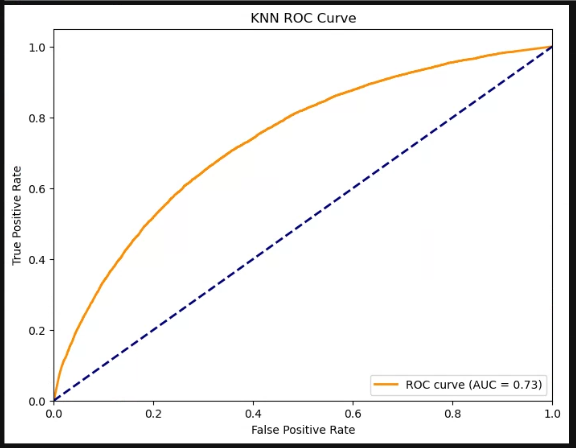 KNN ROC Curve
1.0
0.8
0.6
0.4
0.2
0.0
True Positive Rate
ROC curve (AUC = 0.73)
0.0 0.2 0.4 0.6 0.8 1.0
False Positive Rate